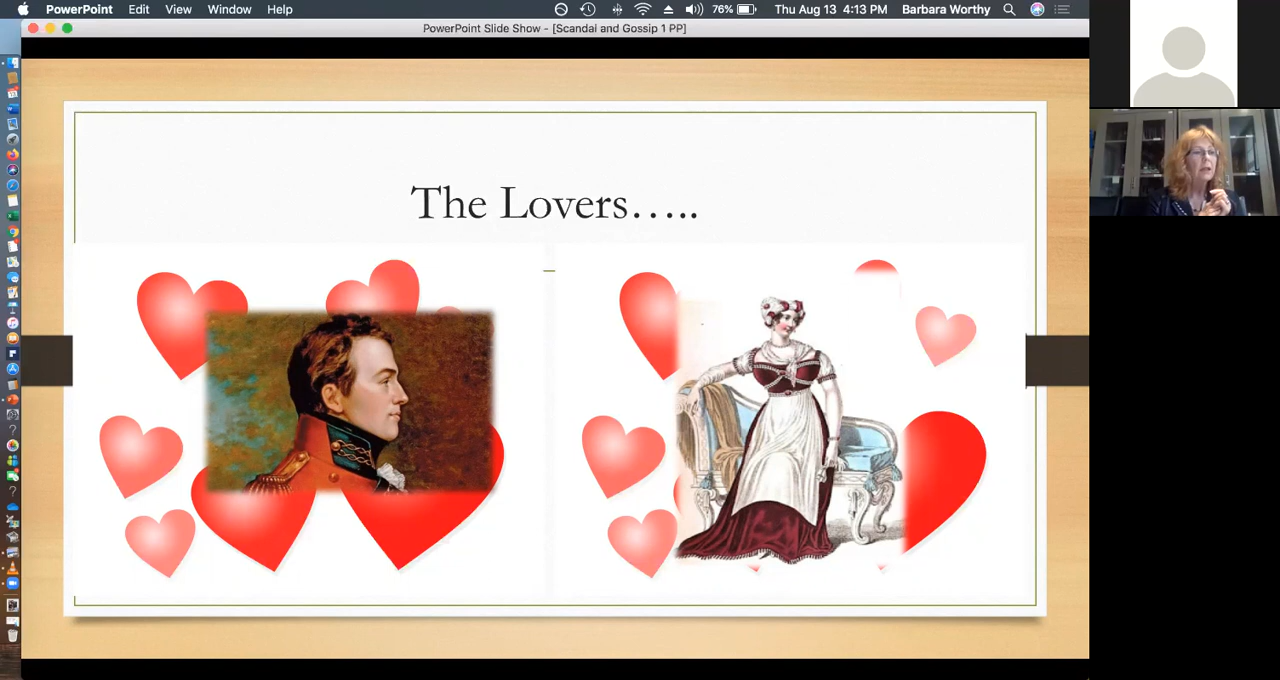 PowerPoint Edit View Window Help 76% Thu Aug 13 4:13 PM Barbara Worthy
PowerPoint Slide Show - [Scandal and Gossip 1 PP]
The Lovers…..